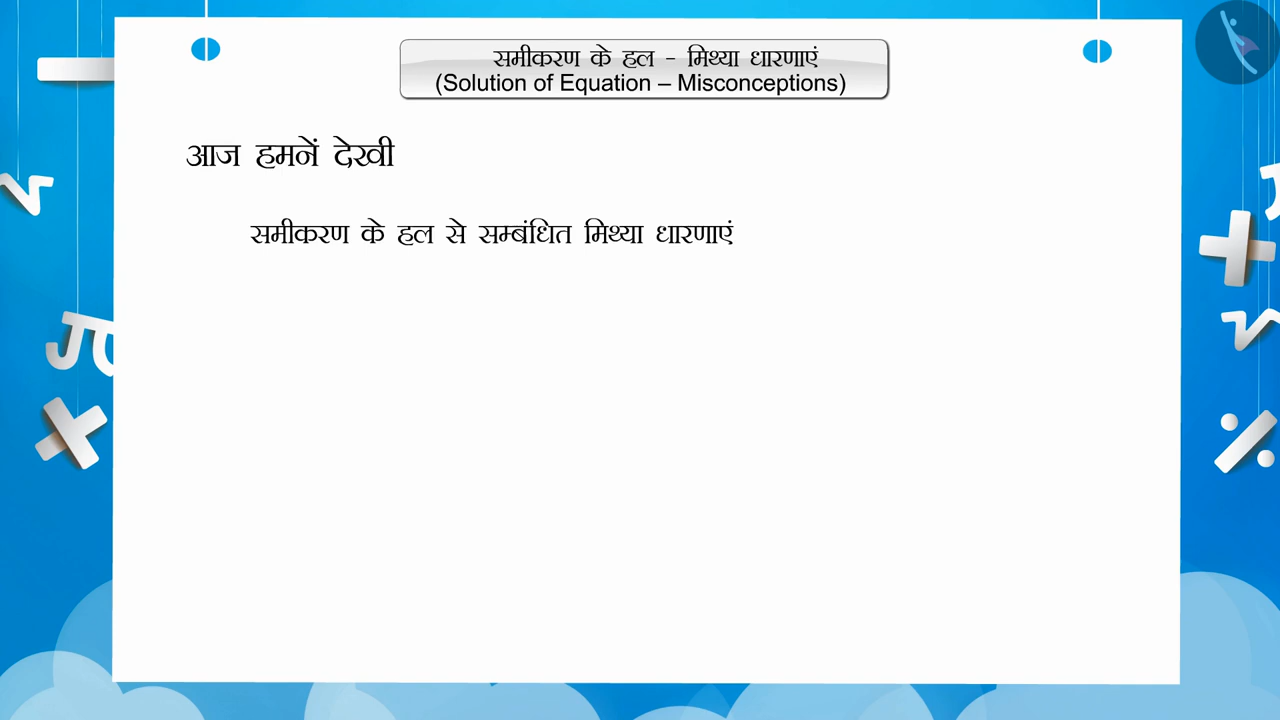 समीकरण के हल - मिथ्या धारणाएं
(Solution of Equation – Misconceptions)
आज हमनें देखी
समीकरण के हल से सम्बंधित मिथ्या धारणाएं